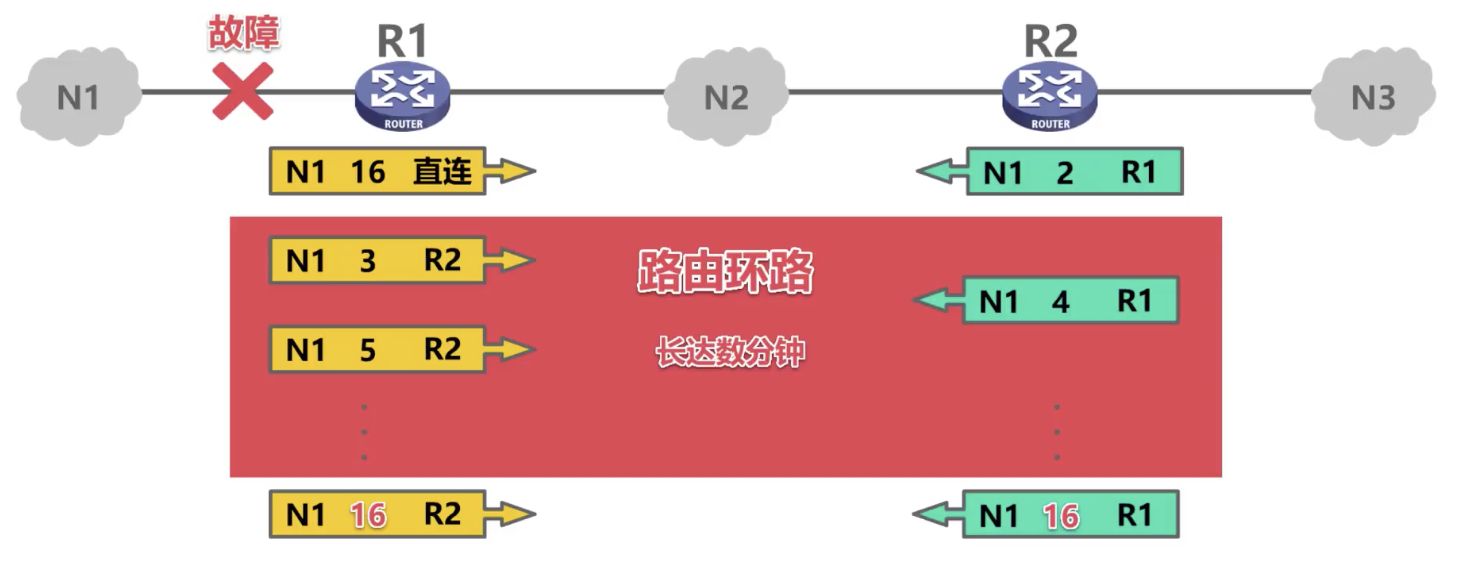 故障
R1
R2
N1
N2
N3
ROUTER
ROUTER
N1 16 直连
N1 2 R1
N1 3 R2
路由环路
N1 4 R1
N1 5 R2
长达数分钟
N1 16 R2
N1 16 R1